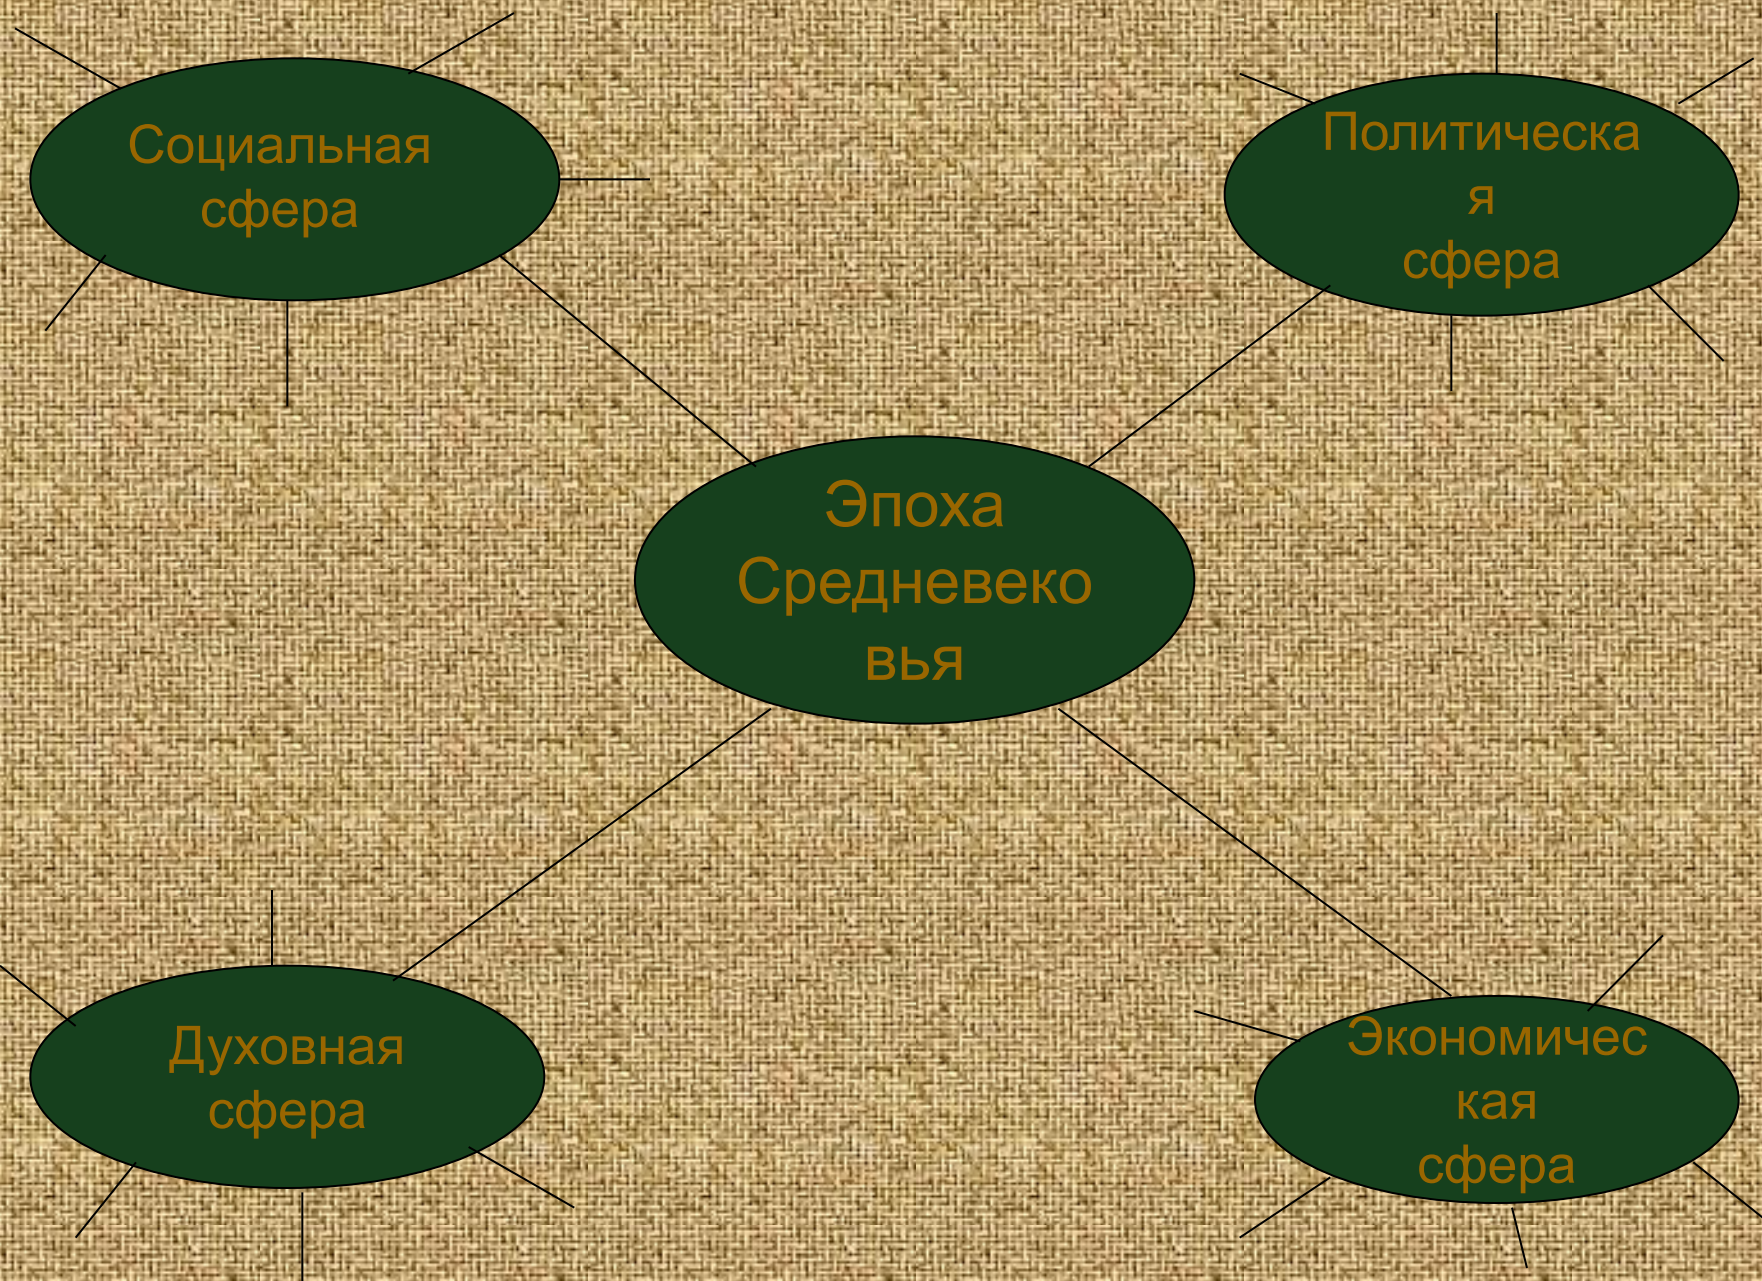 Социальная
сфера
Политическа
я
сфера
Эпоха
Средневеко
вья
Духовная
сфера
Экономичес
кая
сфера